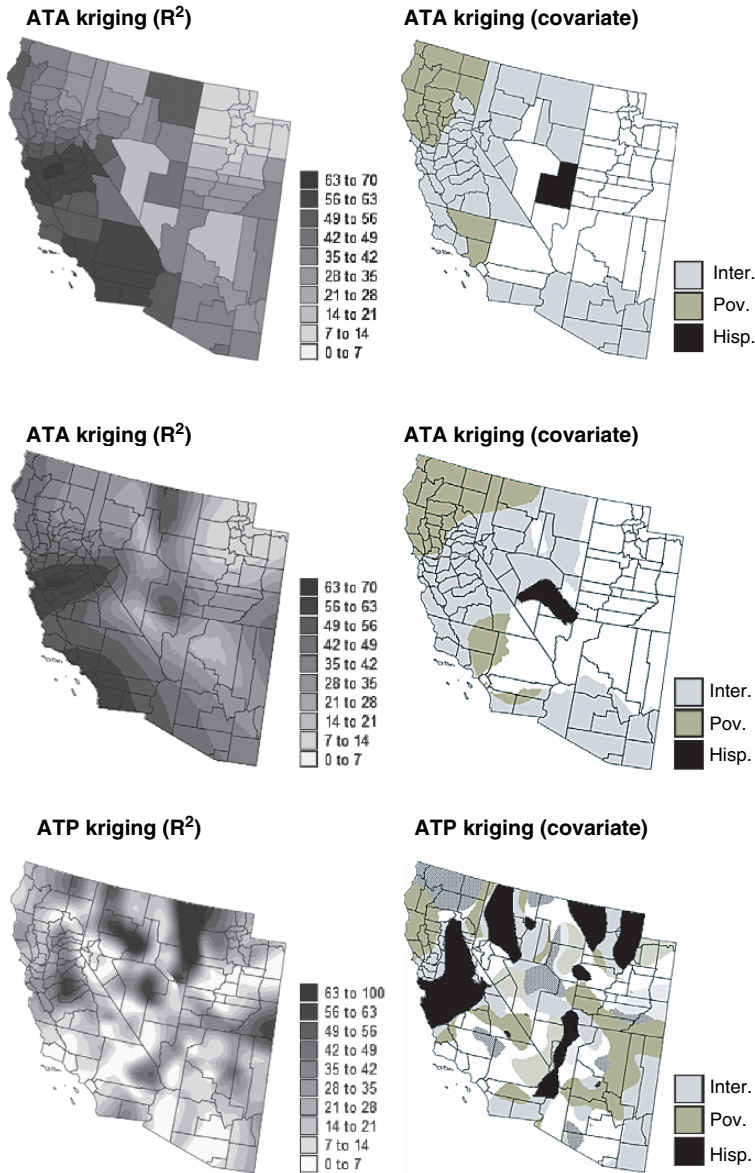 ATA kriging (R²)
ATA kriging (covariate)
63 to 70
56 to 63
49 to 56
42 to 49
35 to 42
28 to 35
21 to 28
14 to 21
7 to 14
0 to 7
Inter.
Pov.
Hisp.
ATA kriging (R²)
ATA kriging (covariate)
63 to 70
56 to 63
49 to 56
42 to 49
35 to 42
28 to 35
21 to 28
14 to 21
7 to 14
0 to 7
Inter.
Pov.
Hisp.
ATP kriging (R²)
ATP kriging (covariate)
63 to 100
56 to 63
49 to 56
42 to 49
35 to 42
28 to 35
21 to 28
14 to 21
7 to 14
0 to 7
Inter.
Pov.
Hisp.